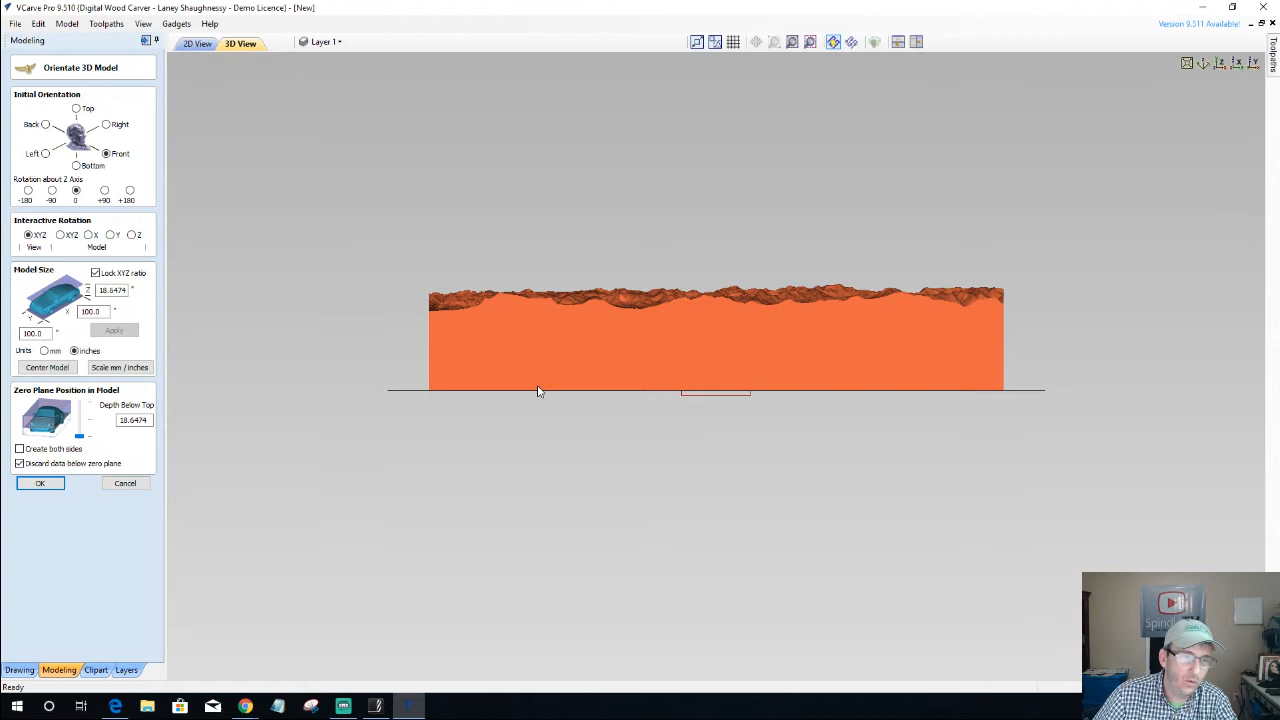 VCarve Pro 9.510 {Digital Wood Carver - Laney Shaughnessy - Demo Licence} - [New]
File Edit Model Toolpaths View Gadgets Help
Version 9.511 Available!
Modeling
2D View 3D View Layer 1
Toolpaths
Orientate 3D Model
Initial Orientation
Top
Back Right
Left Front
Bottom
Rotation about Z Axis
-180 -90 0 +90 +180
Interactive Rotation
XYZ XYZ X Y Z
View Model
Model Size
Lock XYZ ratio
Z 18.6474 "
Y X 100.0 "
100.0 "
Apply
Units mm inches
Center Model Scale mm / inches
Zero Plane Position in Model
Depth Below Top
18.6474
Create both sides
Discard data below zero plane
OK Cancel
Drawing Modeling Clipart Layers
Ready